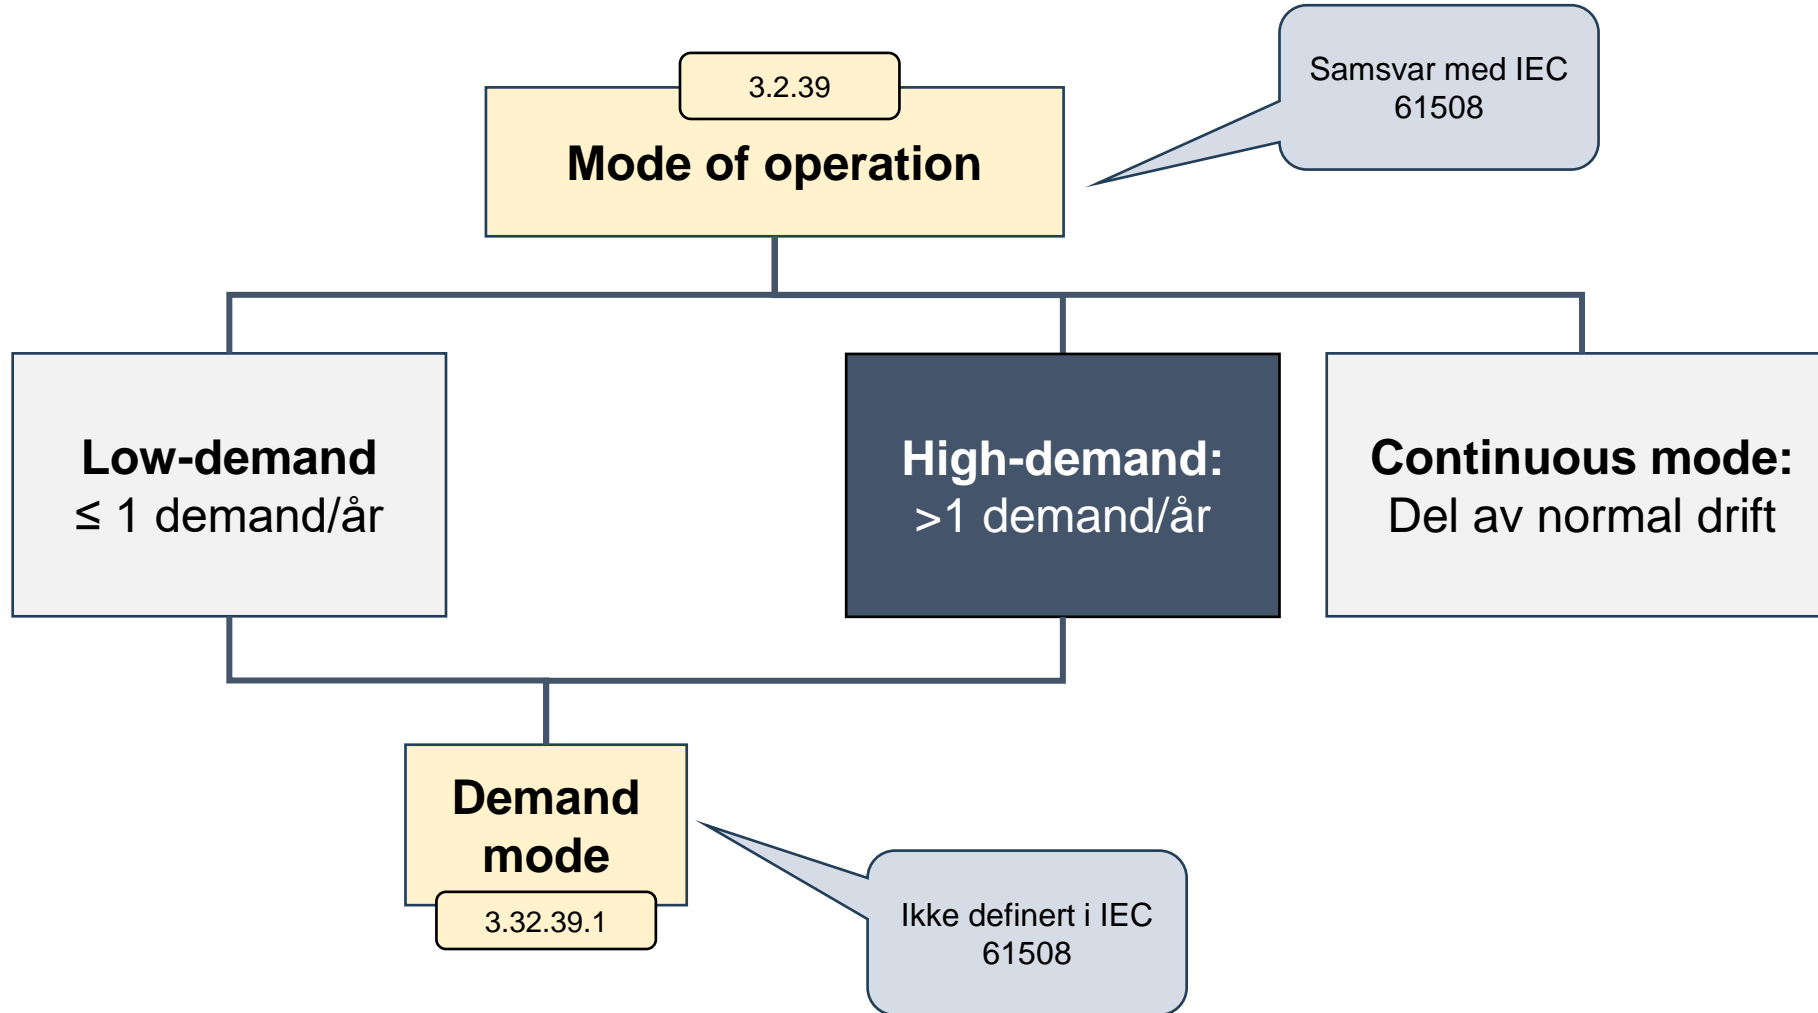 3.2.39
Mode of operation
Samsvar med IEC
61508
Low-demand
≤ 1 demand/år
High-demand:
>1 demand/år
Continuous mode:
Del av normal drift
Demand
mode
3.32.39.1
Ikke definert i IEC
61508